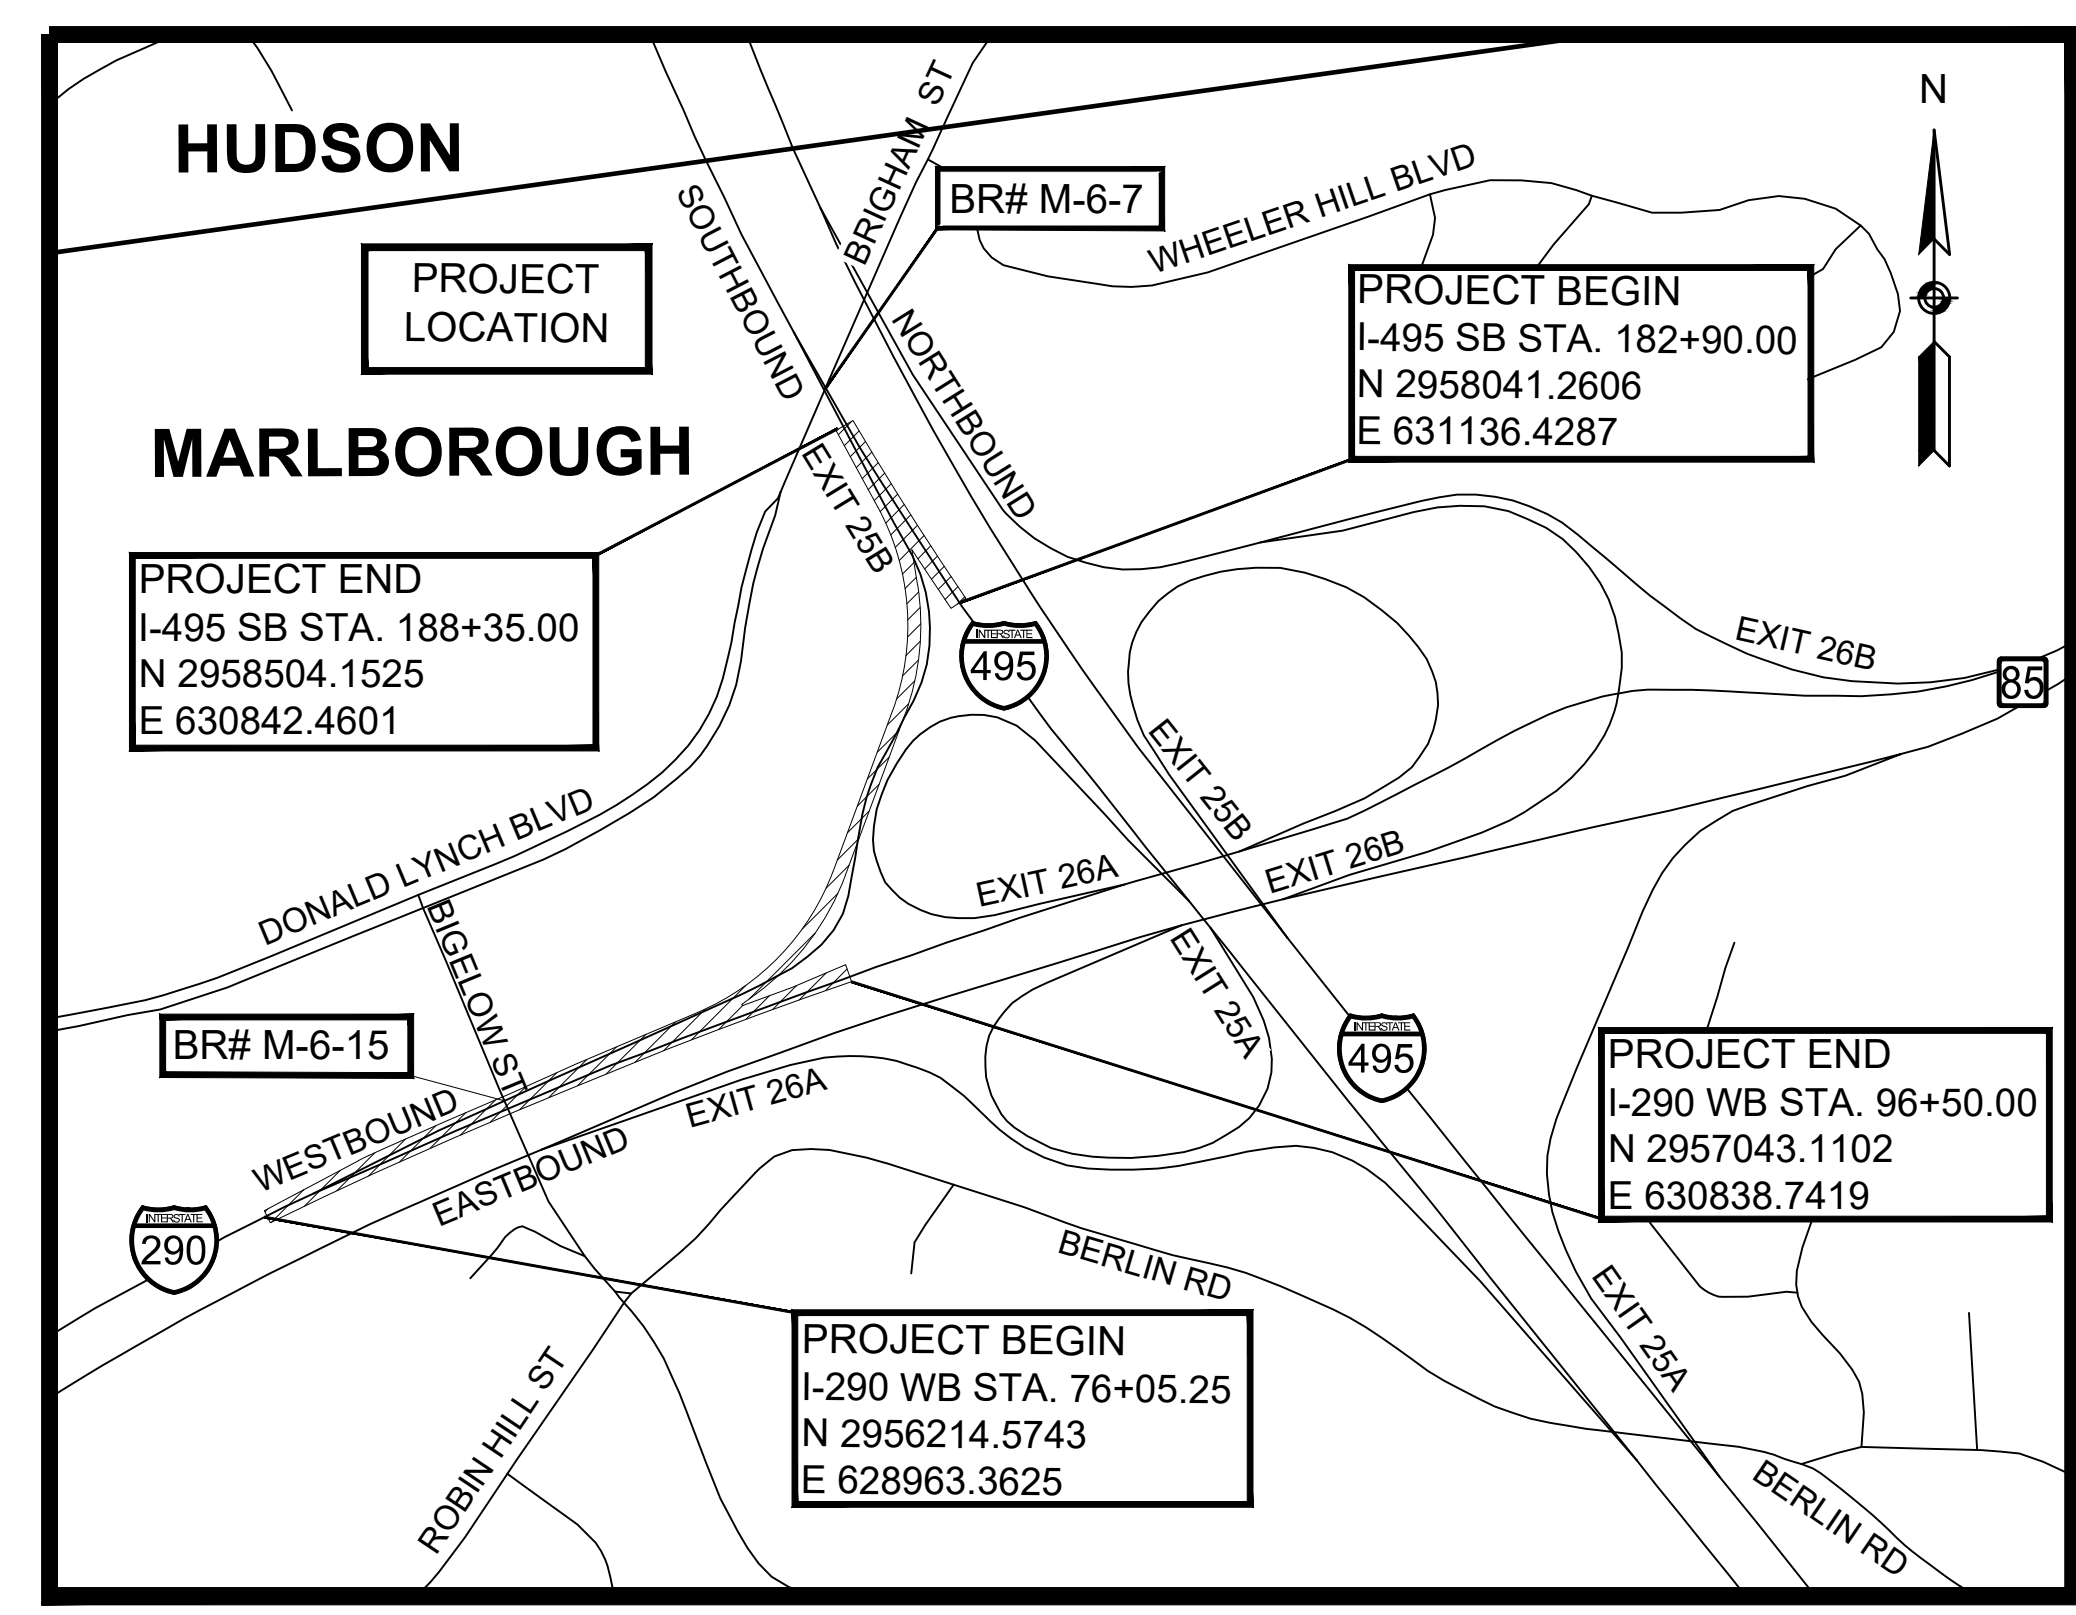 N
HUDSON
BRIGHAM ST
BR# M-6-7
WHEELER HILL BLVD
SOUTHBOUND
PROJECT
LOCATION
PROJECT BEGIN
I-495 SB STA. 182+90.00
N 2958041.2606
E 631136.4287
NORTHBOUND
MARLBOROUGH
EXIT 25B
PROJECT END
I-495 SB STA. 188+35.00
N 2958504.1525
E 630842.4601
INTERSTATE
495
EXIT 26B
85
EXIT 25B
DONALD LYNCH BLVD
EXIT 26A
EXIT 26B
BIGELOW ST
EXIT 25A
BR# M-6-15
INTERSTATE
495
PROJECT END
I-290 WB STA. 96+50.00
N 2957043.1102
E 630838.7419
WESTBOUND
EXIT 26A
EASTBOUND
INTERSTATE
290
BERLIN RD
EXIT 25A
PROJECT BEGIN
I-290 WB STA. 76+05.25
N 2956214.5743
E 628963.3625
ROBIN HILL ST
BERLIN RD